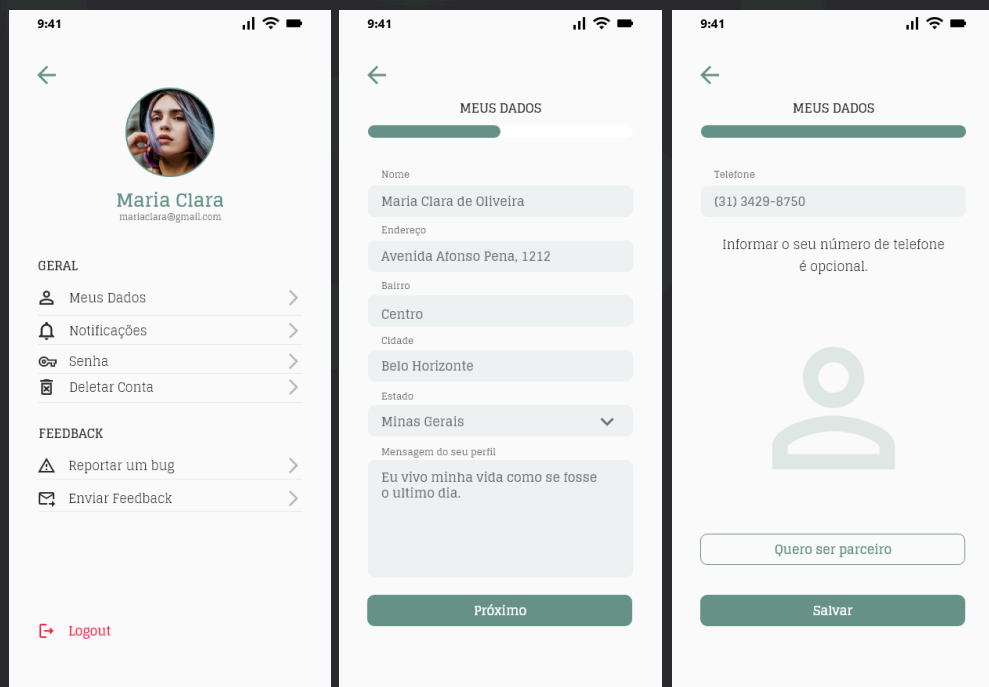 9:41
Maria Clara
mariaclara@gmail.com
GERAL
Meus Dados
Notificações
Senha
Deletar Conta
FEEDBACK
Reportar um bug
Enviar Feedback
Logout
9:41
MEUS DADOS
Nome
Maria Clara de Oliveira
Endereço
Avenida Afonso Pena, 1212
Bairro
Centro
Cidade
Belo Horizonte
Estado
Minas Gerais
Mensagem do seu perfil
Eu vivo minha vida como se fosse
o ultimo dia.
Próximo
9:41
MEUS DADOS
Telefone
(31) 3429-8750
Informar o seu número de telefone
é opcional.
Quero ser parceiro
Salvar